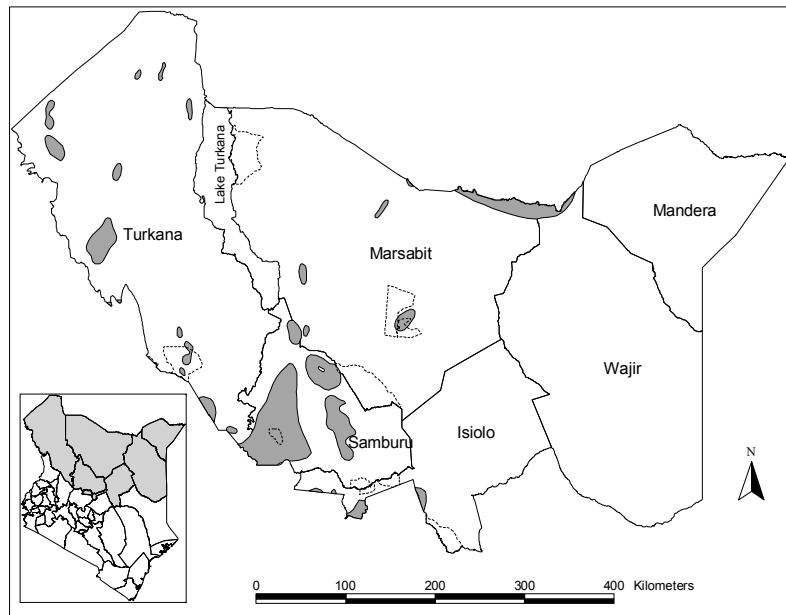 Lake Turkana
Mandera
Turkana
Marsabit
Wajir
Isiolo
Samburu
N
0 100 200 300 400 Kilometers